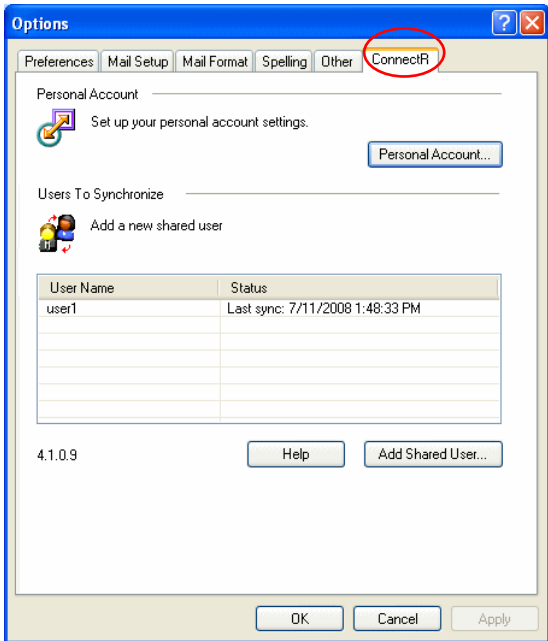 Options
Preferences Mail Setup Mail Format Spelling Other ConnectR
Personal Account
Set up your personal account settings.
Personal Account...
Users To Synchronize
Add a new shared user
User Name Status
user1 Last sync: 7/11/2008 1:48:33 PM
4.1.0.9 Help Add Shared User...
OK Cancel Apply